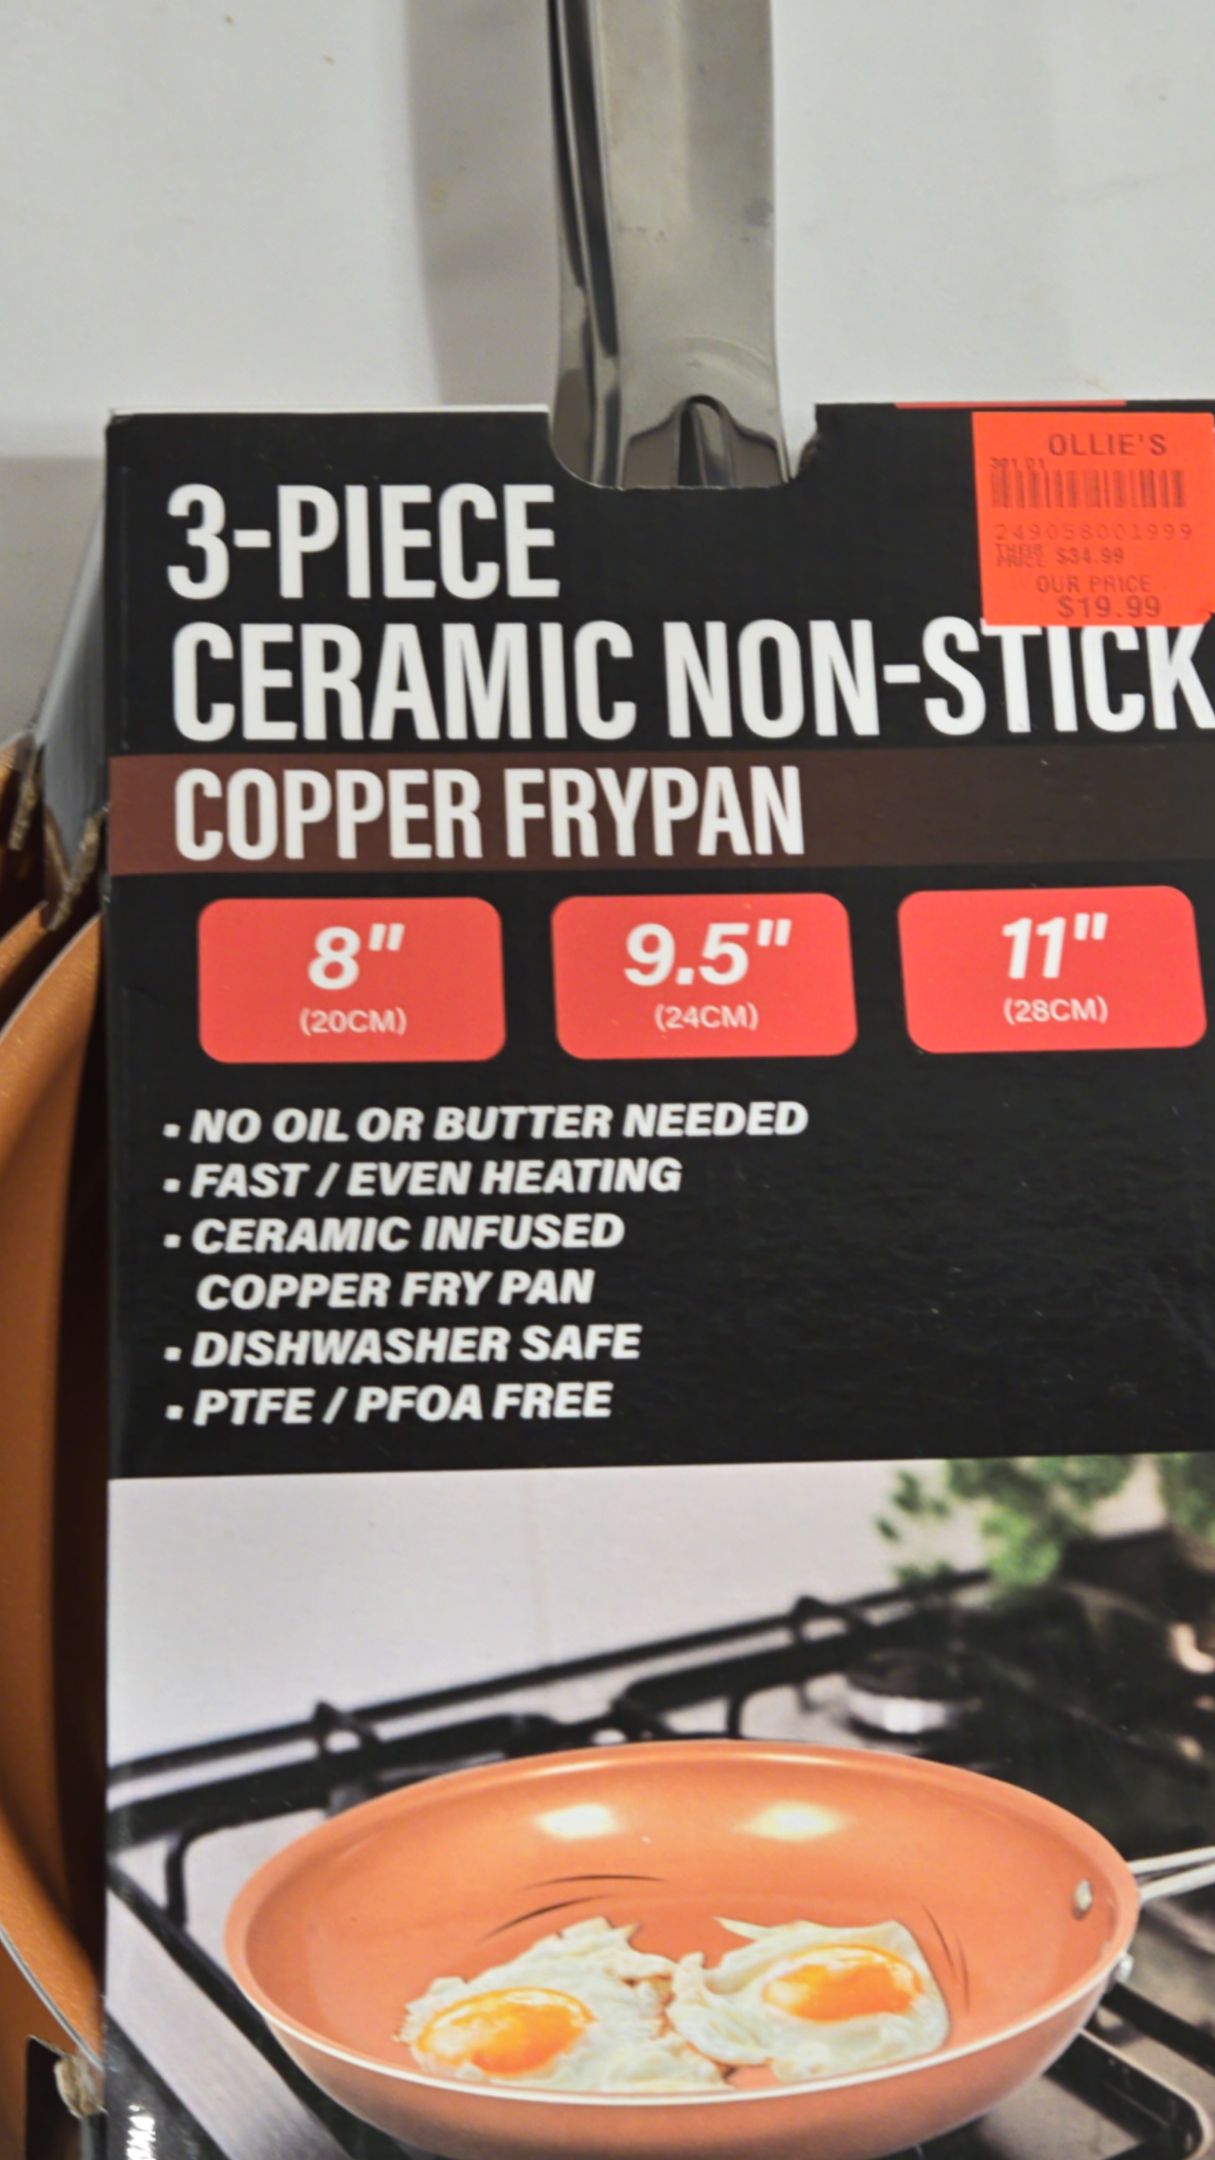 OLLIE'S
301 01
249058001999
THEIR
PRICE $34.99
OUR PRICE
$19.99
3-PIECE
CERAMIC NON-STICK
COPPER FRYPAN
8" 9.5" 11"
(20CM) (24CM) (28CM)
- NO OIL OR BUTTER NEEDED
- FAST / EVEN HEATING
- CERAMIC INFUSED
COPPER FRY PAN
- DISHWASHER SAFE
- PTFE / PFOA FREE